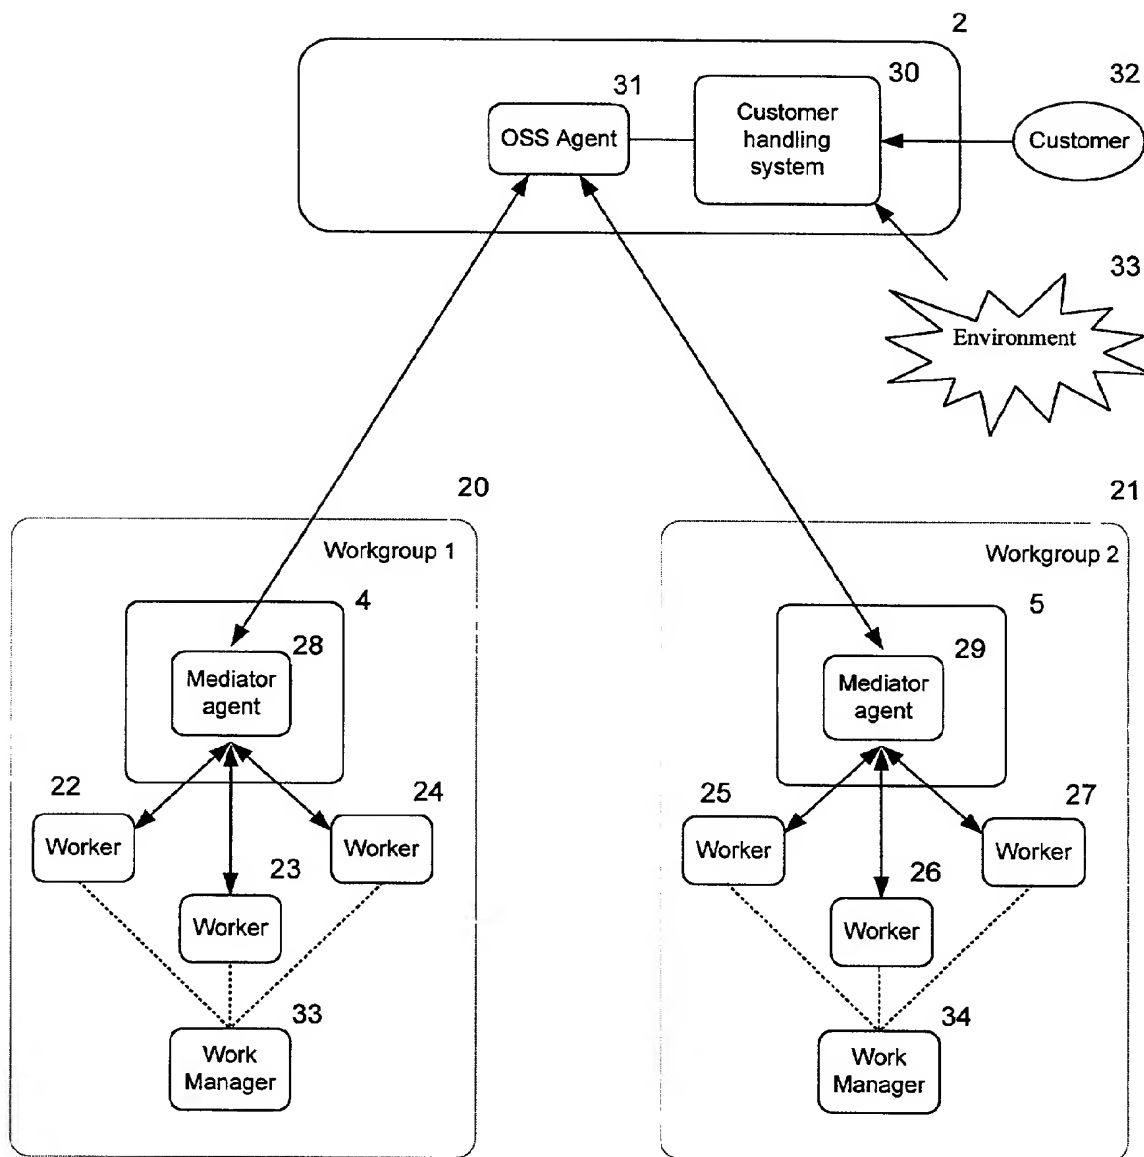 2
31
30
32
OSS Agent
Customer
handling
system
Customer
33
Environment
20
21
Workgroup 1
Workgroup 2
4
5
28
29
Mediator
agent
Mediator
agent
22
24
25
27
Worker
Worker
Worker
Worker
23
26
Worker
Worker
33
34
Work
Manager
Work
Manager